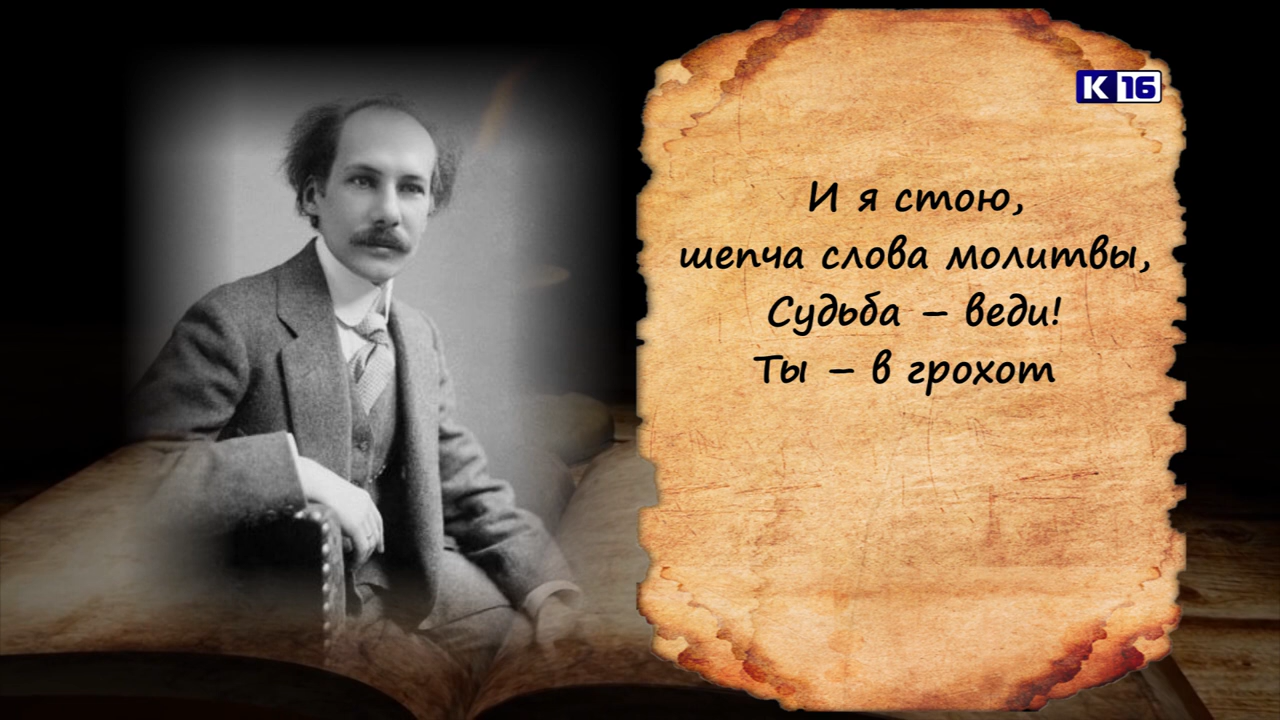 К 16
И я стою,
шепча слова молитвы,
Судьба – веди!
Ты – в грохот